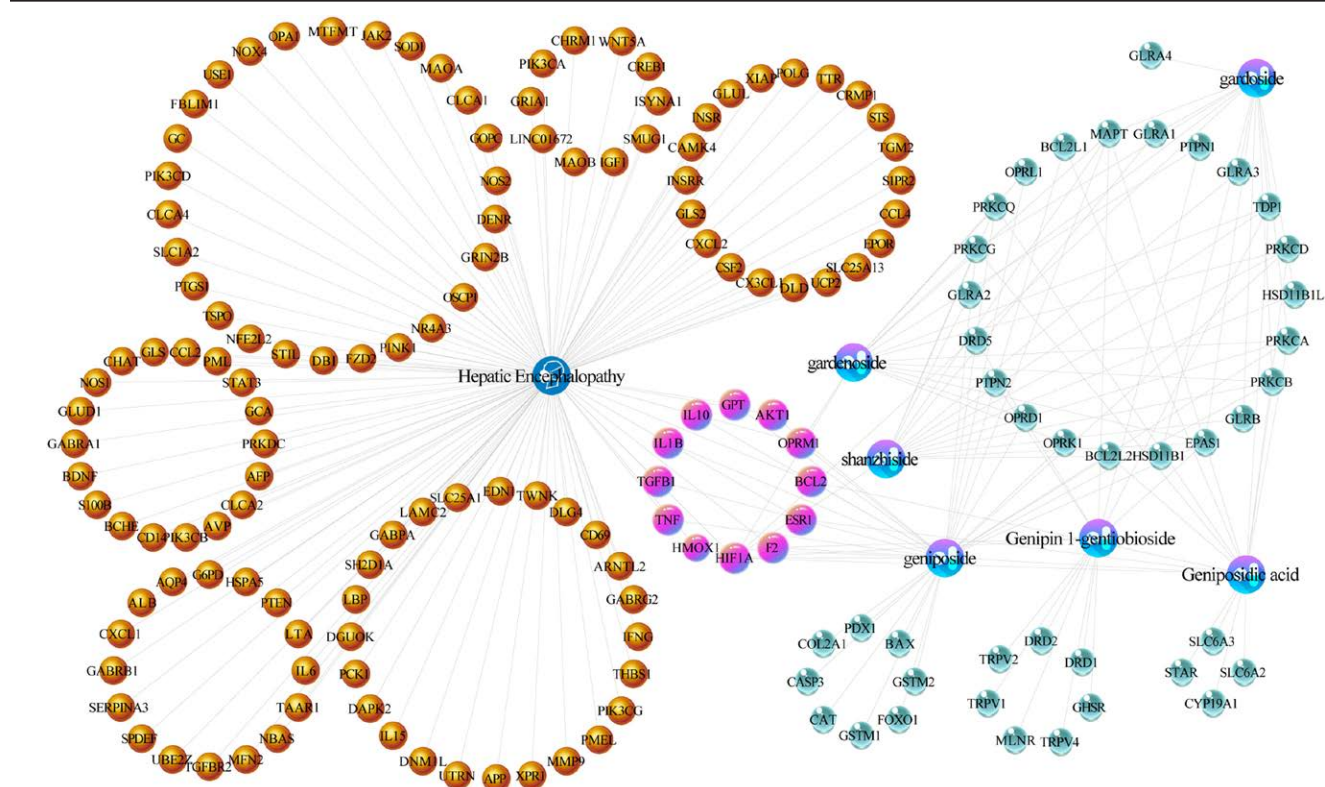 MTFMT
JAK2
SOD1
MAOA
CLCA1
GOPC
NOS2
DENR
GRIN2B
OSCP1
NR4A3
PINK1
FZD2
DB1
STIL
NFE2L2
TSPO
PTGS1
SLC1A2
CLCA4
PIK3CD
GC
FBLIM1
USE1
NOX4
OPA1
CHRM1
WNT5A
CREB1
ISYNA1
SMUG1
IGF1
MAOB
LINC01672
GRIA1
PIK3CA
POLG
TTR
CRMP1
STS
TGM2
S1PR2
CCL4
EPOR
SLC25A13
UCP2
DLD
CX3CL1
CSF2
CXCL2
GLS2
INSRR
CAMK4
INSR
GLUL
XIAP
GLRA4
gardoside
MAPT
GLRA1
PTPN1
GLRA3
TDP1
PRKCD
HSD11B1L
PRKCA
PRKCB
GLRB
EPAS1
HSD11B1
BCL2L2
OPRK1
OPRD1
PTPN2
DRD5
GLRA2
PRKCG
PRKCQ
OPRL1
BCL2L1
Hepatic Encephalopathy
gardenoside
shanzhiside
geniposide
Genipin 1-gentiobioside
Geniposidic acid
GLS
CCL2
PML
STAT3
GCA
PRKDC
AFP
CLCA2
AVP
PIK3CB
CD14
BCHE
S100B
BDNF
GABRA1
GLUD1
NOS1
CHAT
GPT
AKT1
OPRM1
BCL2
ESR1
F2
HIF1A
HMOX1
TNF
TGFB1
IL1B
IL10
G6PD
HSPA5
PTEN
LTA
IL6
TAAR1
NBAS
MFN2
TGFBR2
UBE2Z
SPDEF
SERPINA3
GABRB1
CXCL1
ALB
AQP4
EDN1
TWNK
DLG4
CD69
ARNTL2
GABRG2
IFNG
THBS1
PIK3CG
PMEL
MMP9
XPR1
APP
UTRN
DNM1L
IL15
DAPK2
PCK1
DGUOK
LBP
SH2D1A
GABPA
LAMC2
SLC25A1
PDX1
BAX
GSTM2
FOXO1
GSTM1
CAT
CASP3
COL2A1
DRD2
DRD1
GHSR
TRPV4
MLNR
TRPV1
TRPV2
SLC6A3
SLC6A2
CYP19A1
STAR